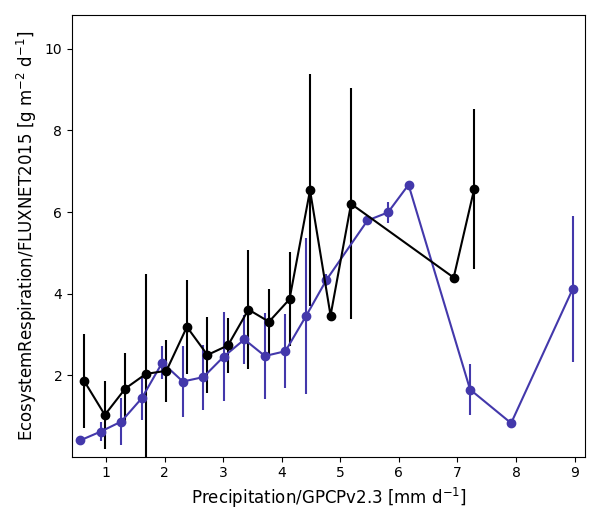 EcosystemRespiration/FLUXNET2015 [g m⁻² d⁻¹]
10
8
6
4
2
1 2 3 4 5 6 7 8 9
Precipitation/GPCPv2.3 [mm d⁻¹]